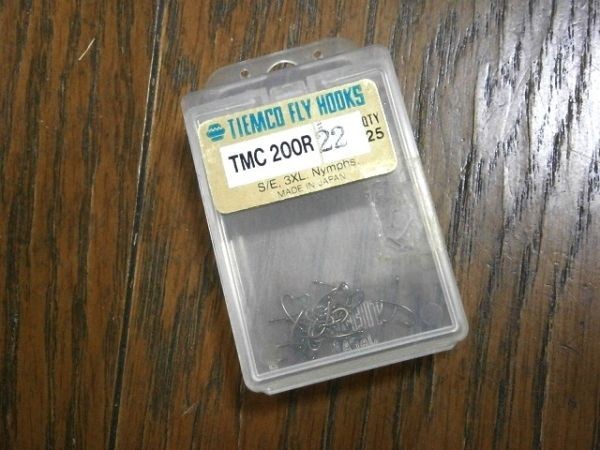 TIEMCO FLY HOOKS
TMC 200R 22 QTY 25
S/E, 3XL. Nymphs.
MADE IN JAPAN